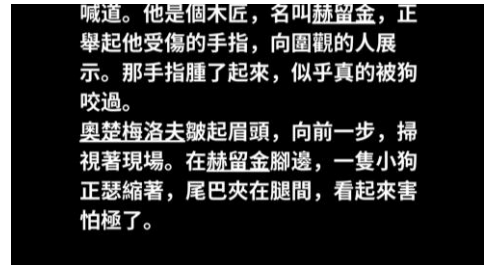 喊道。他是個木匠，名叫赫留金，正
舉起他受傷的手指，向圍觀的人展
示。那手指腫了起來，似乎真的被狗
咬過。
奧楚梅洛夫皺起眉頭，向前一步，掃
視著現場。在赫留金腳邊，一隻小狗
正瑟縮著，尾巴夾在腿間，看起來害
怕極了。